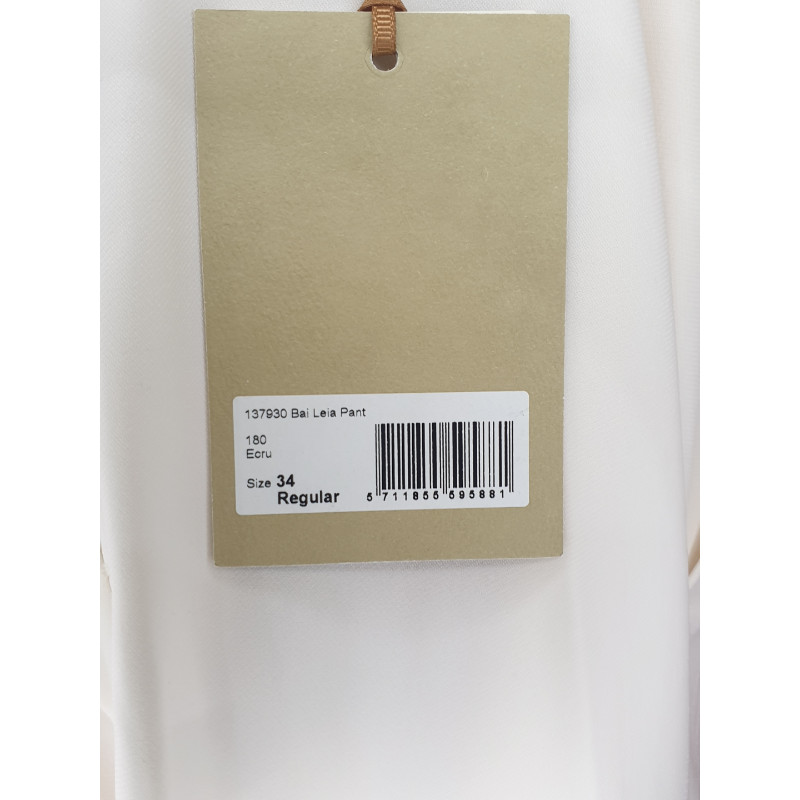 137930 Bai Leia Pant
180
Ecru
Size 34
Regular
5 711855 595881